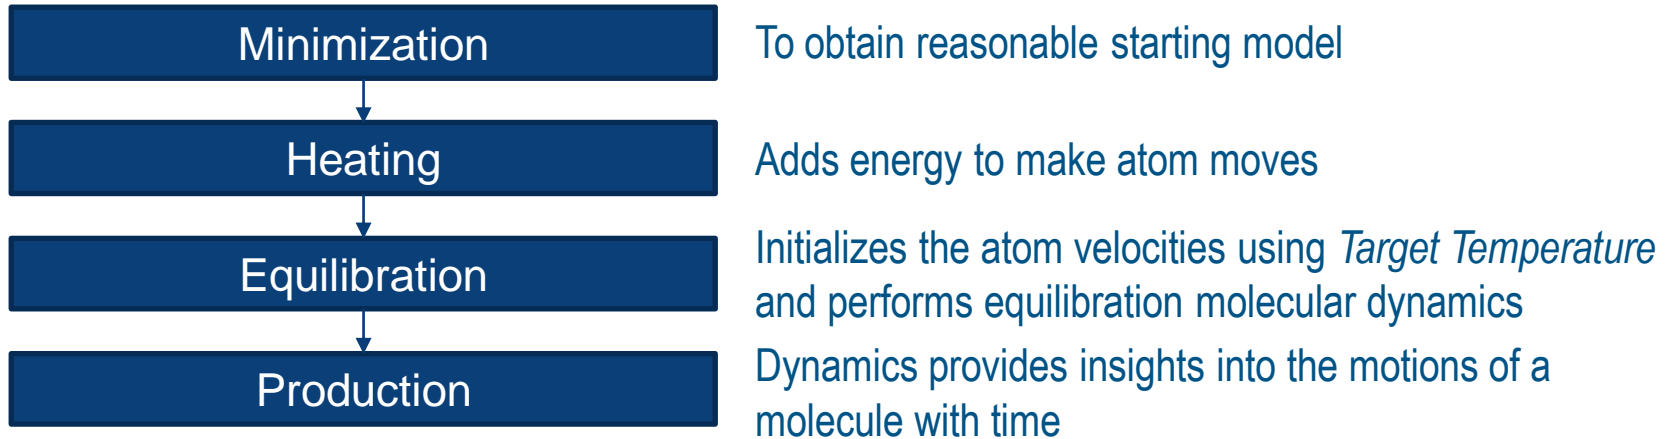 Minimization
To obtain reasonable starting model
Heating
Adds energy to make atom moves
Equilibration
Initializes the atom velocities using Target Temperature
and performs equilibration molecular dynamics
Production
Dynamics provides insights into the motions of a
molecule with time